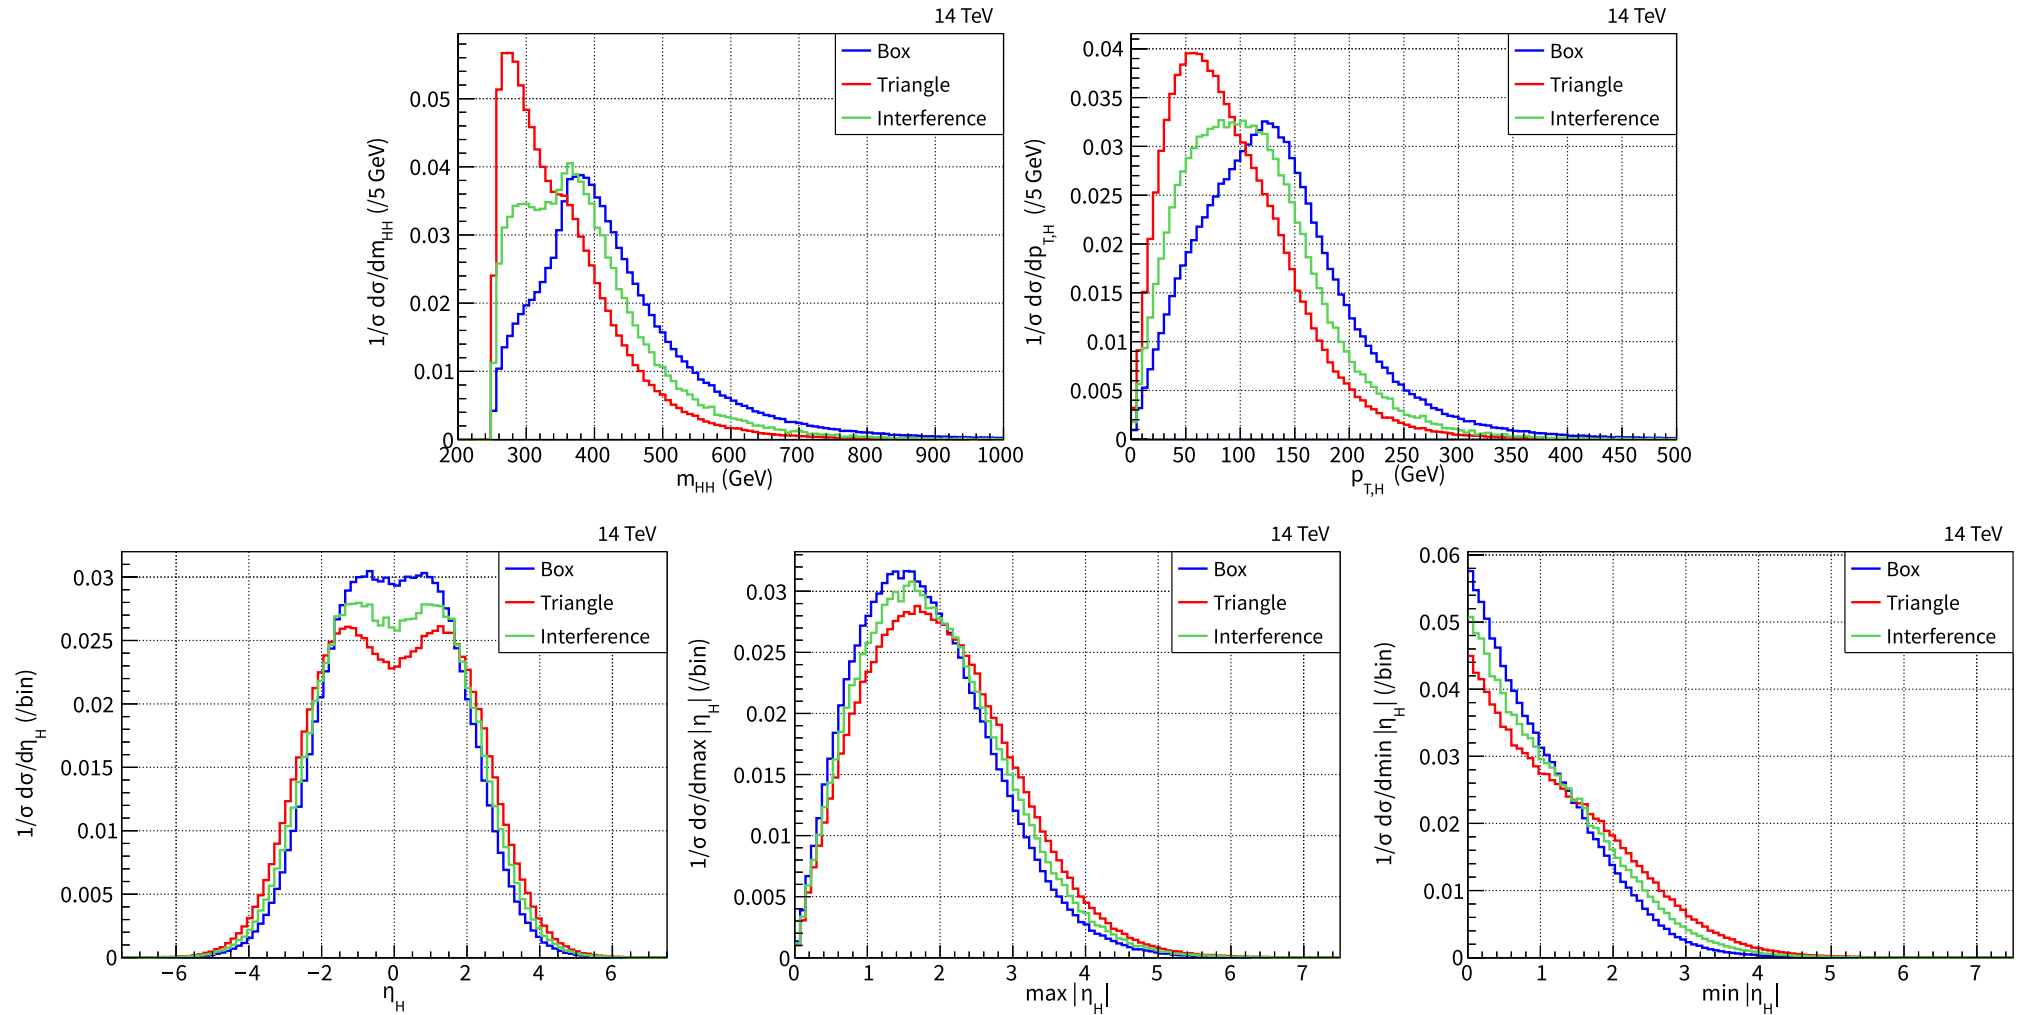 14 TeV
1/σ dσ/dm_HH (/5 GeV)
0.05
0.04
0.03
0.02
0.01
0
200 300 400 500 600 700 800 900 1000
m_HH (GeV)
Box
Triangle
Interference
14 TeV
1/σ dσ/dp_T,H (/5 GeV)
0.04
0.035
0.03
0.025
0.02
0.015
0.01
0.005
0
0 50 100 150 200 250 300 350 400 450 500
p_T,H (GeV)
Box
Triangle
Interference
14 TeV
1/σ dσ/dη_H (/bin)
0.03
0.025
0.02
0.015
0.01
0.005
0
−6 −4 −2 0 2 4 6
η_H
Box
Triangle
Interference
14 TeV
1/σ dσ/dmax|η_H| (/bin)
0.03
0.025
0.02
0.015
0.01
0.005
0
0 1 2 3 4 5 6 7
max|η_H|
Box
Triangle
Interference
14 TeV
1/σ dσ/dmin|η_H| (/bin)
0.06
0.05
0.04
0.03
0.02
0.01
0
0 1 2 3 4 5 6 7
min|η_H|
Box
Triangle
Interference